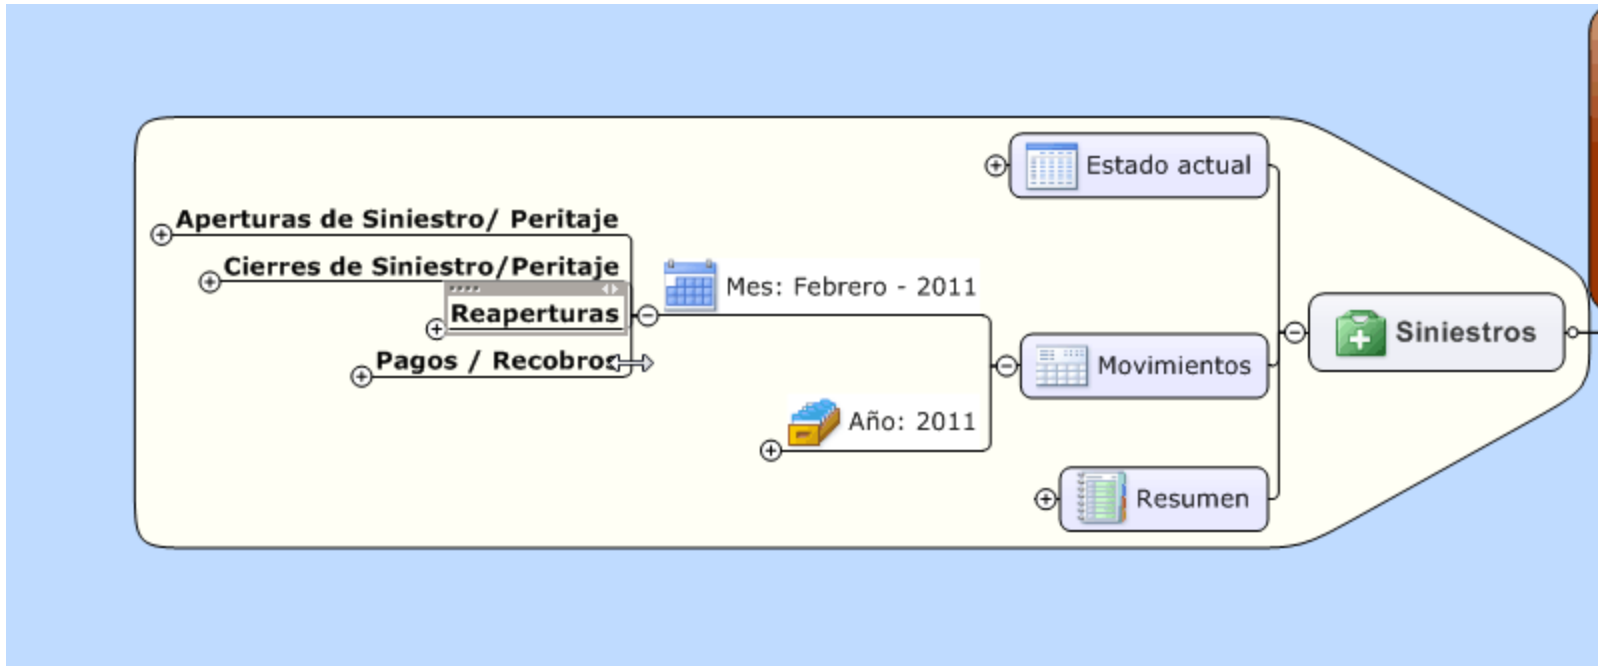 Estado actual
Aperturas de Siniestro/ Peritaje
Cierres de Siniestro/Peritaje
Mes: Febrero - 2011
Reaperturas
Siniestros
Pagos / Recobros
Movimientos
Año: 2011
Resumen